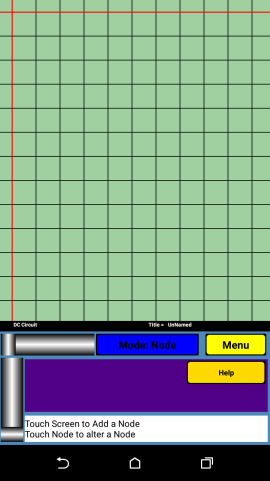 DC Circuit Title = UnNamed
Mode: Node Menu
Help
Touch Screen to Add a Node
Touch Node to alter a Node